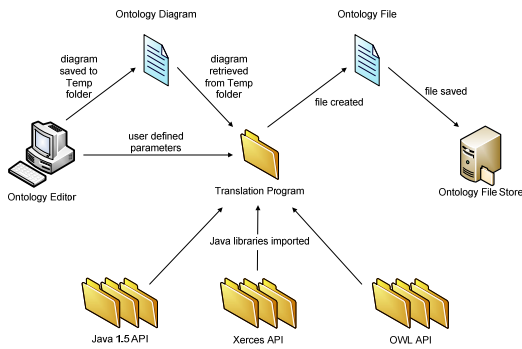 Ontology Diagram
Ontology File
diagram
saved to
Temp
folder
diagram
retrieved
from Temp
folder
file created
file saved
user defined
parameters
Ontology Editor
Translation Program
Ontology File Store
Java libraries imported
Java 1.5 API
Xerces API
OWL API